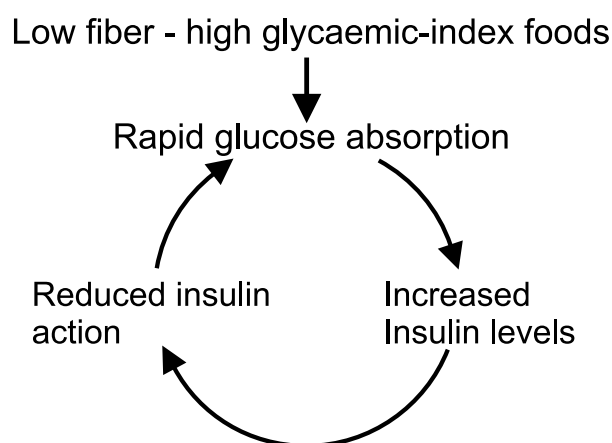 Low fiber - high glycaemic-index foods
Rapid glucose absorption
Reduced insulin
action
Increased
Insulin levels